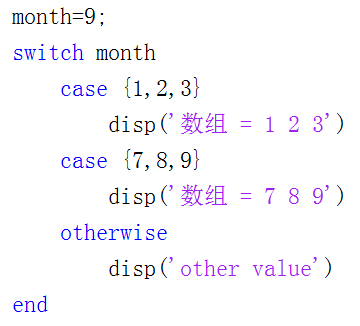 month=9;
switch month
    case {1,2,3}
        disp('数组 = 1 2 3')
    case {7,8,9}
        disp('数组 = 7 8 9')
    otherwise
        disp('other value')
end